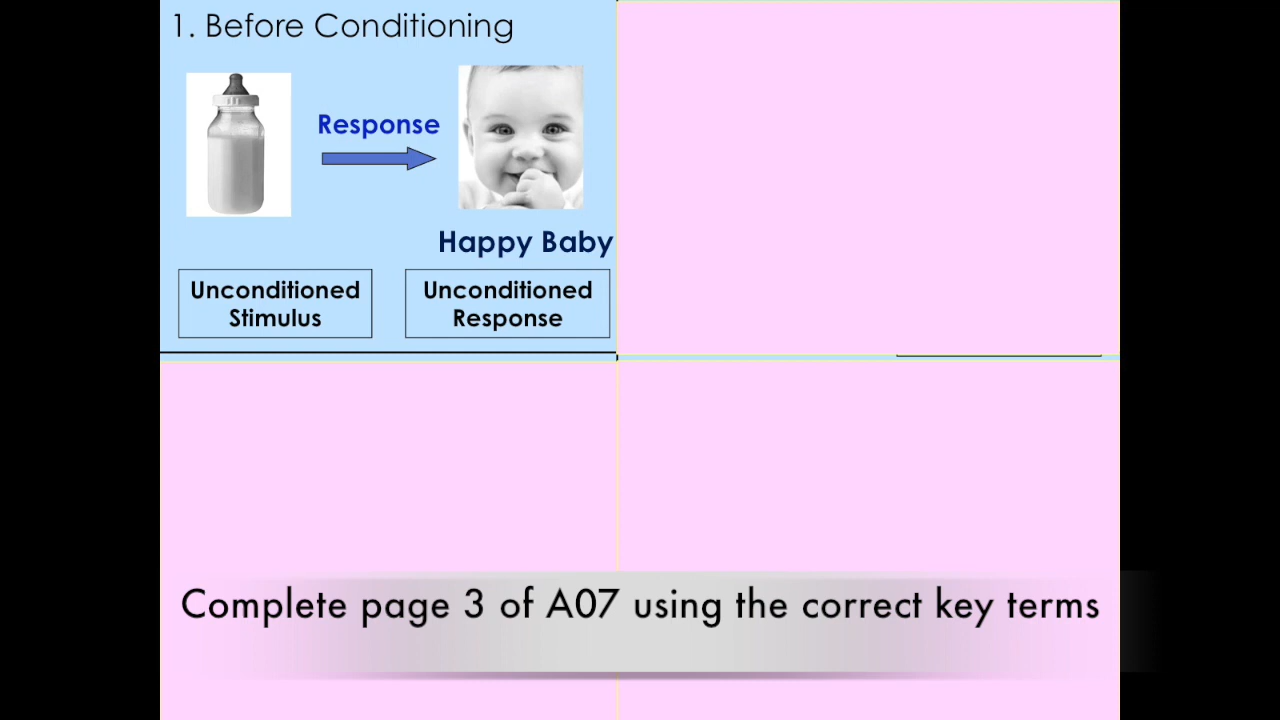 1. Before Conditioning
Response
Happy Baby
Unconditioned
Stimulus
Unconditioned
Response
Complete page 3 of A07 using the correct key terms